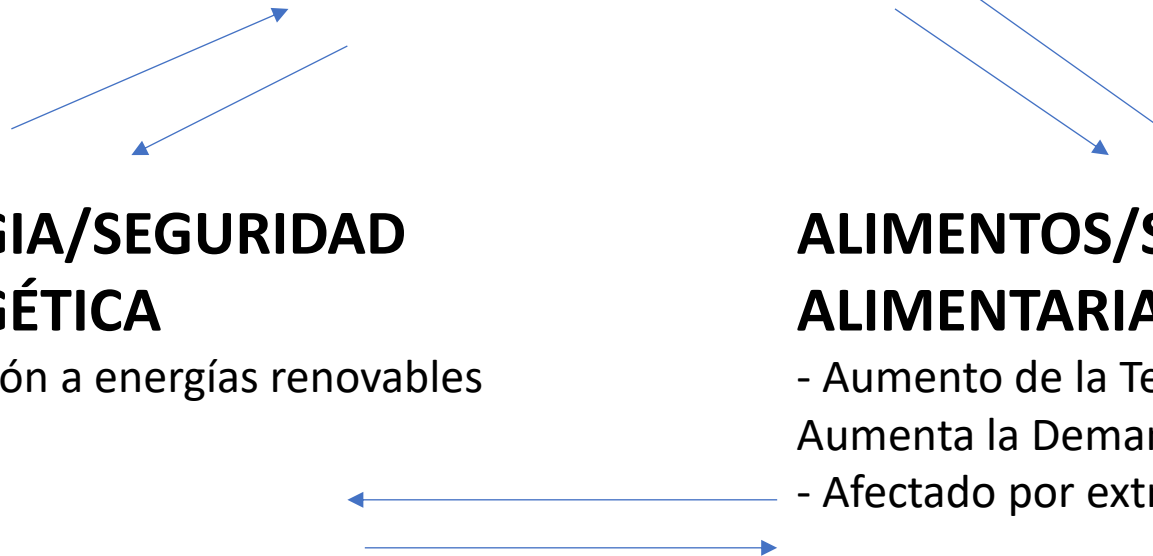 GIA/SEGURIDAD
GÉTICA
ón a energías renovables
ALIMENTOS/S
ALIMENTARIA
- Aumento de la Te
Aumenta la Demar
- Afectado por extr